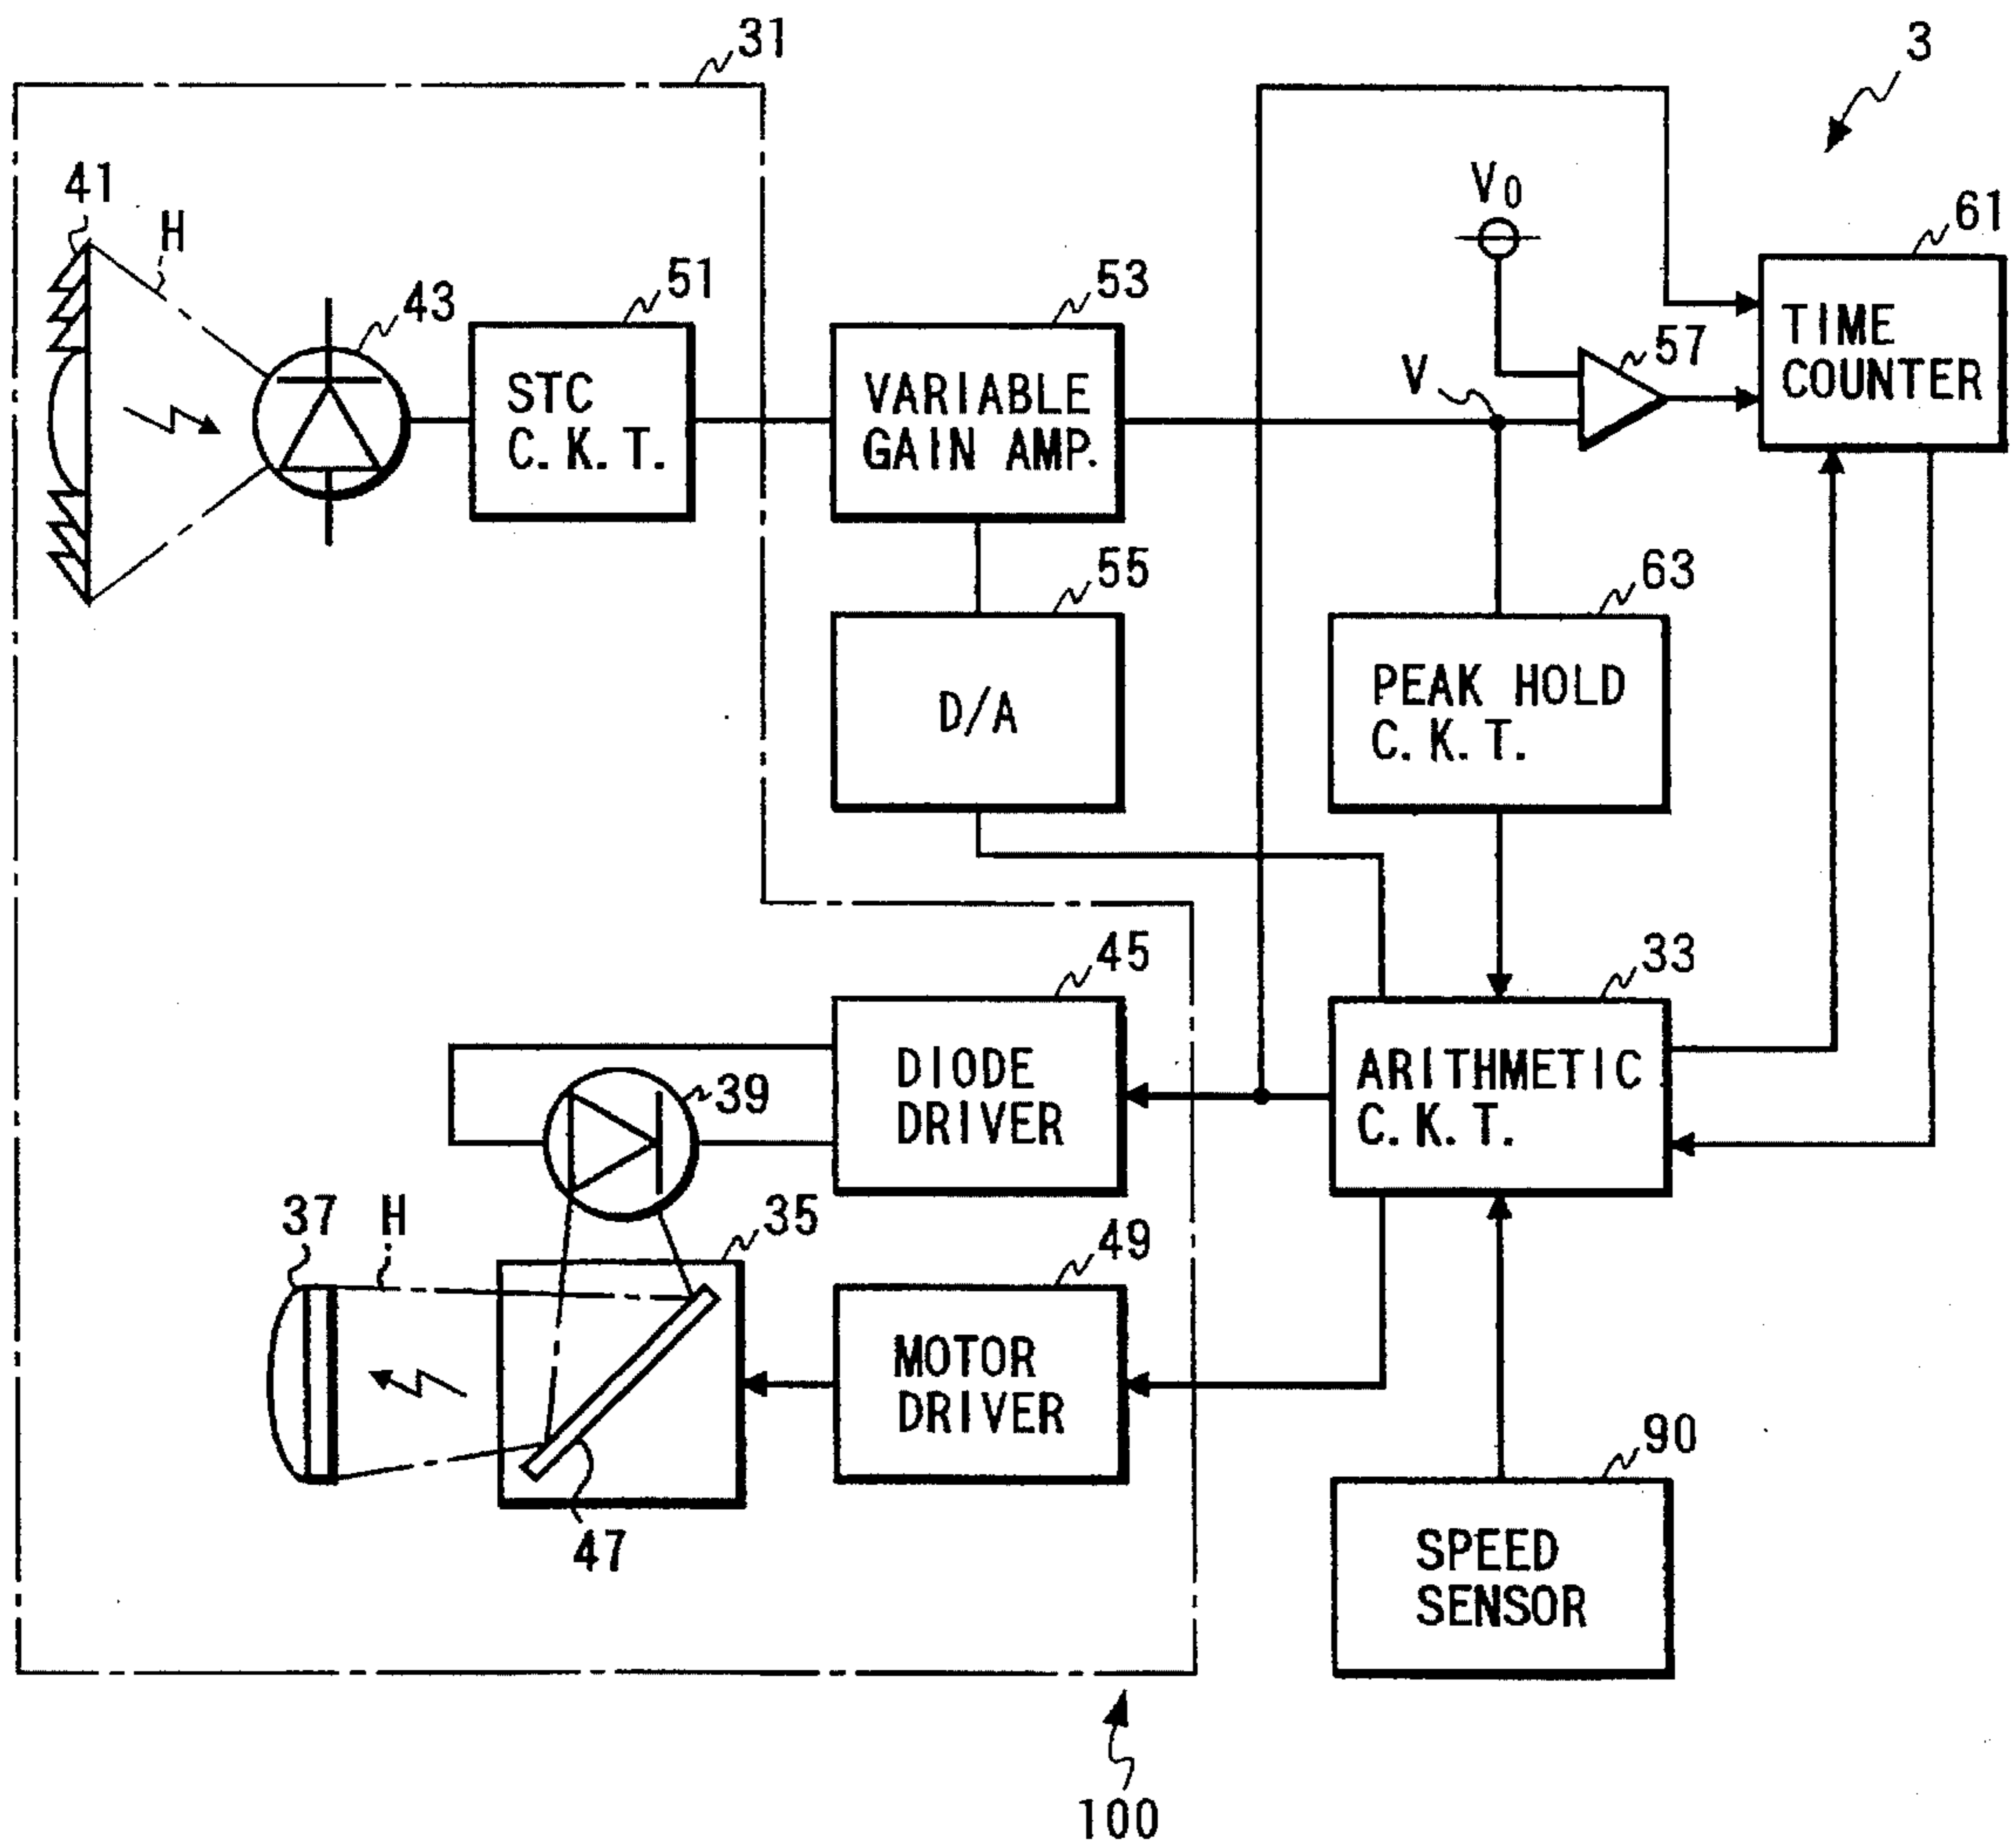 31
3
41
H
V0
61
43
51
53
TIME
COUNTER
57
V
STC
C.K.T.
VARIABLE
GAIN AMP.
55
63
D/A
PEAK HOLD
C.K.T.
45
33
DIODE
DRIVER
ARITHMETIC
C.K.T.
39
37
H
35
49
MOTOR
DRIVER
90
47
SPEED
SENSOR
100